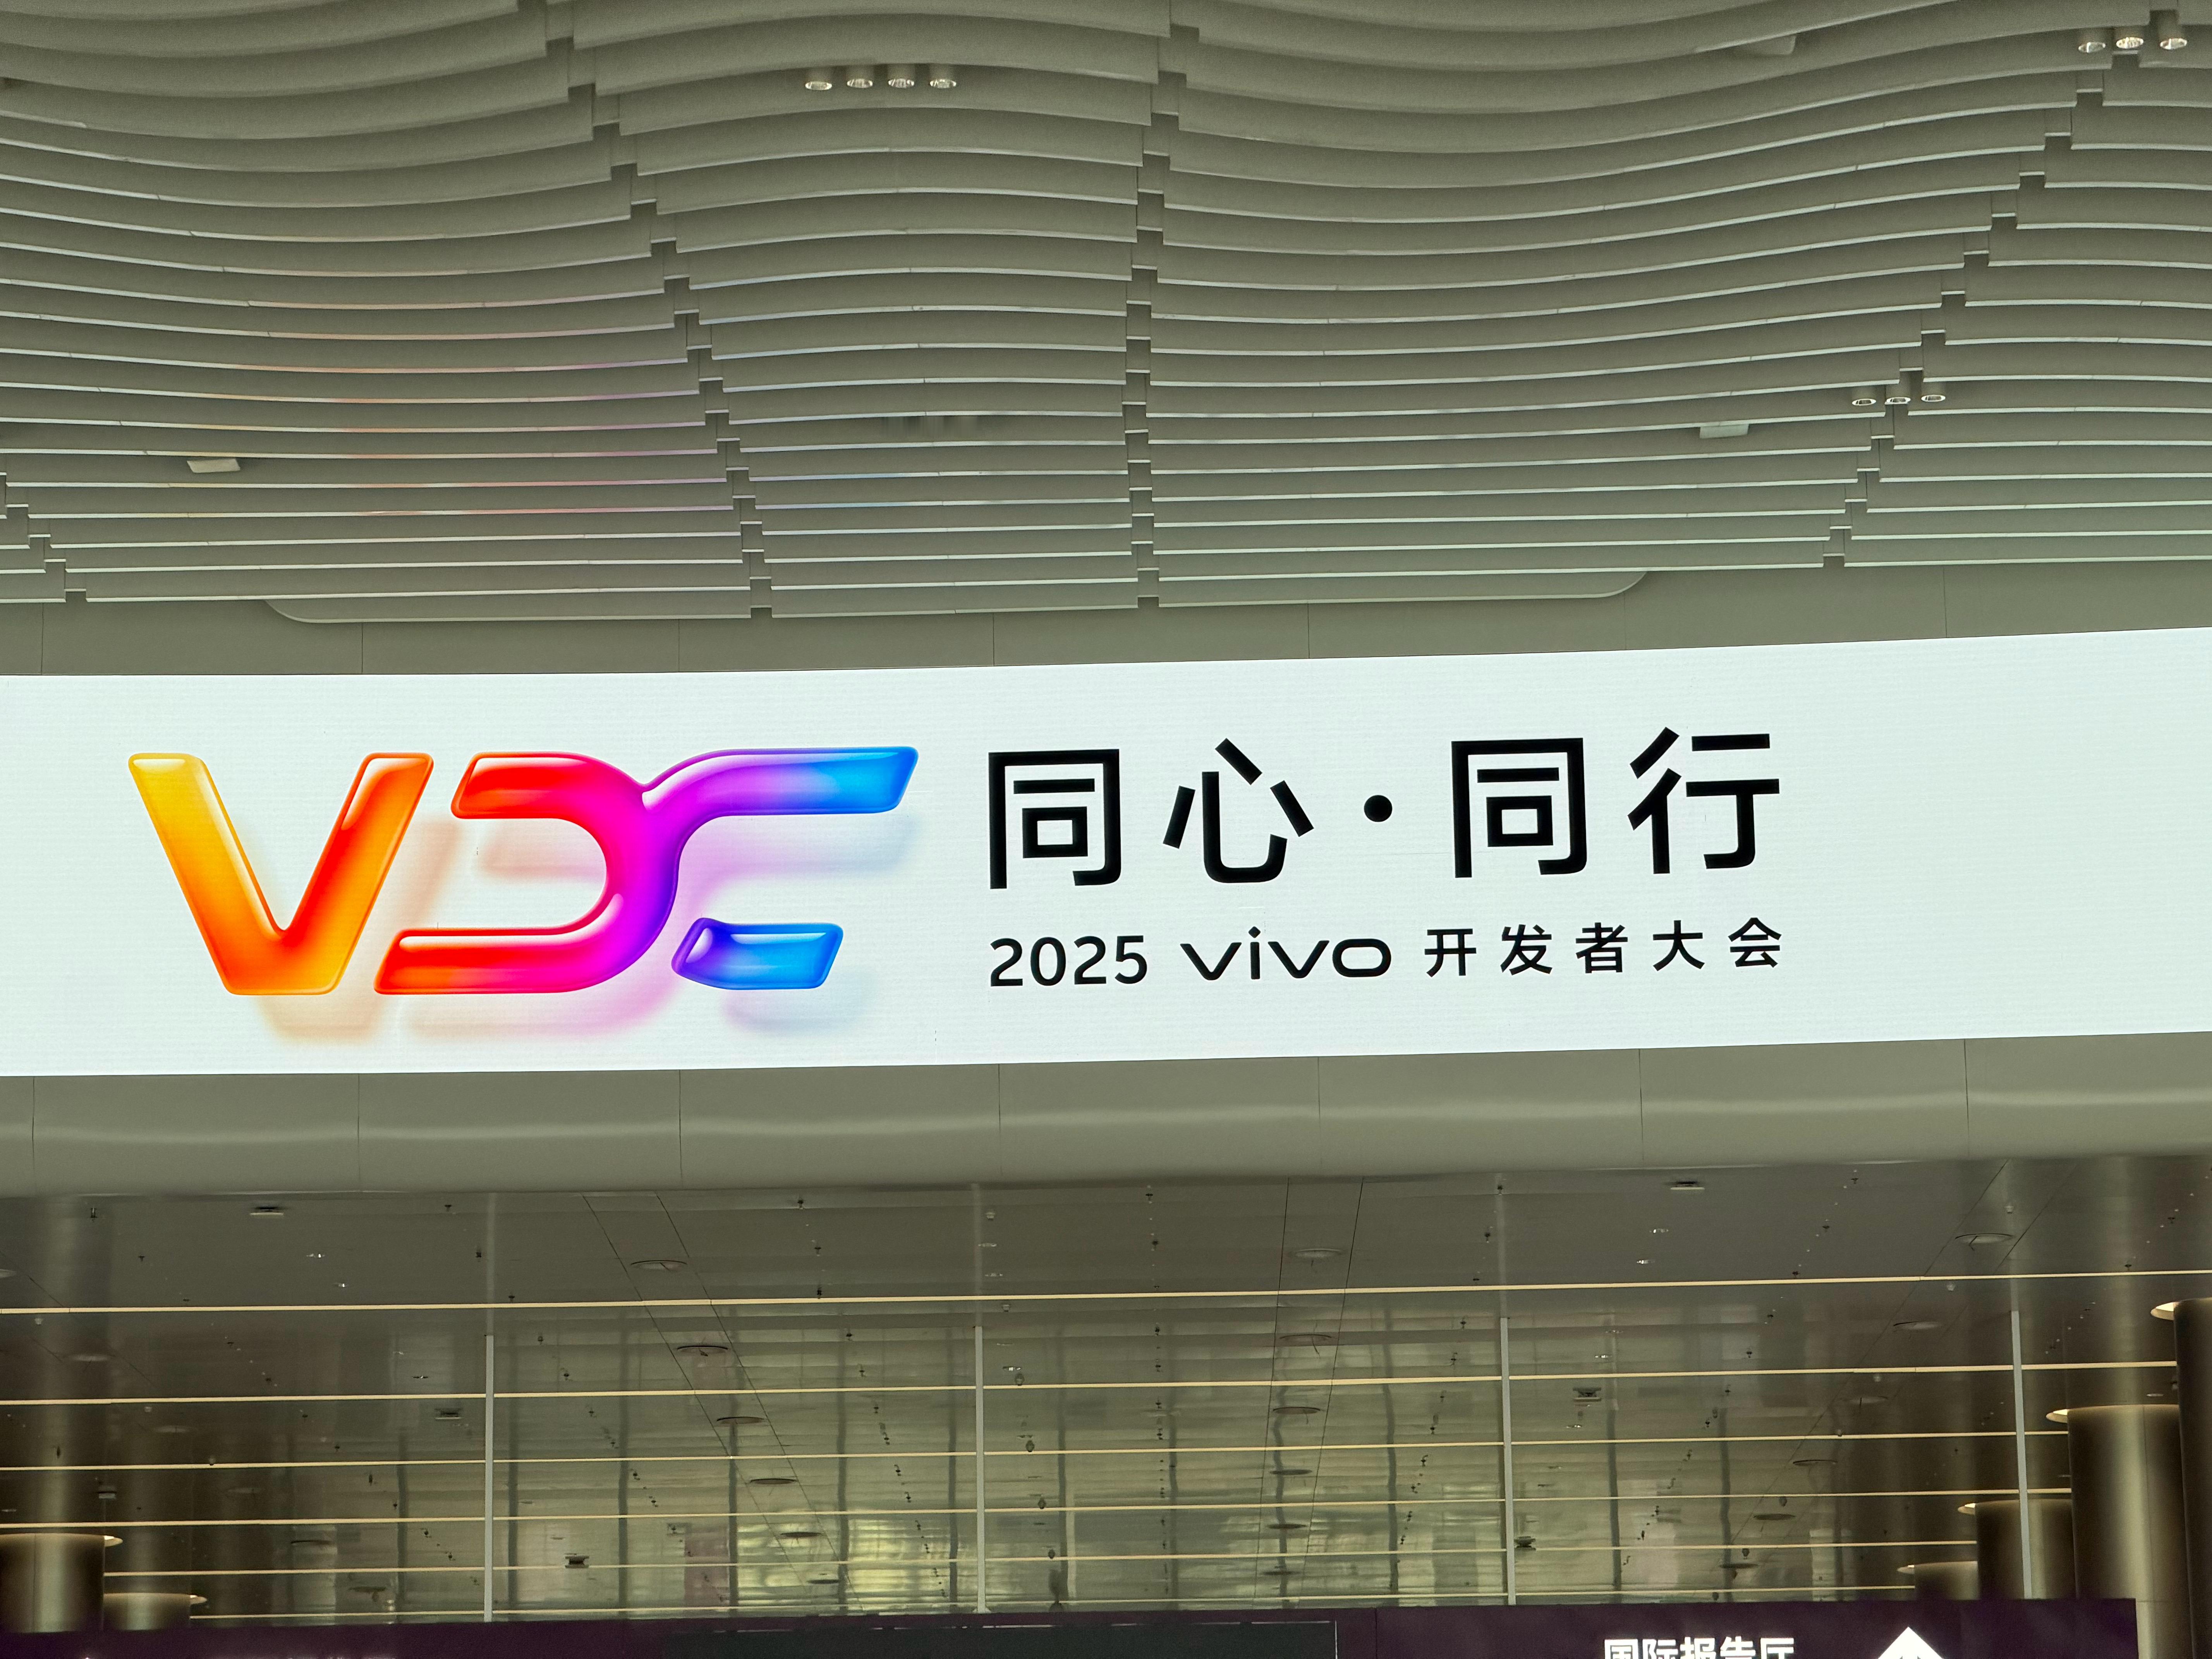 VDC
同心·同行
2025 vivo 开发者大会
国际报告厅